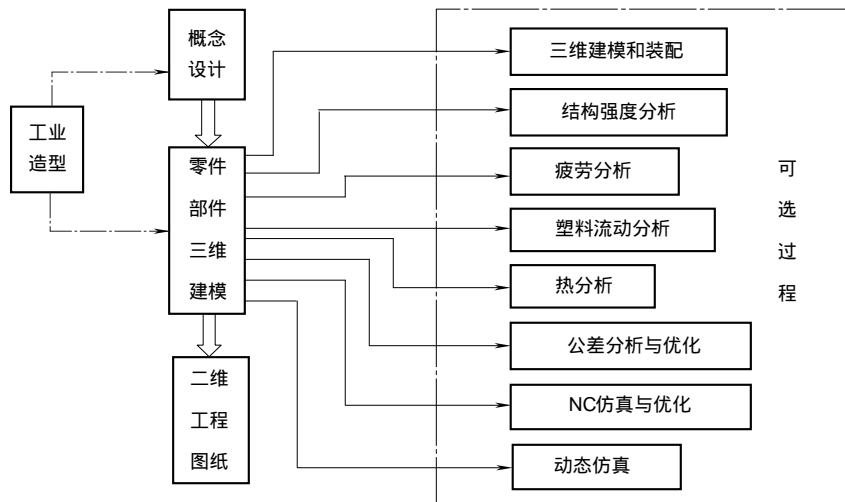 概念
设计
工业
造型
零件
部件
三维
建模
二维
工程
图纸
三维建模和装配
结构强度分析
疲劳分析
塑料流动分析
热分析
公差分析与优化
NC仿真与优化
动态仿真
可
选
过
程